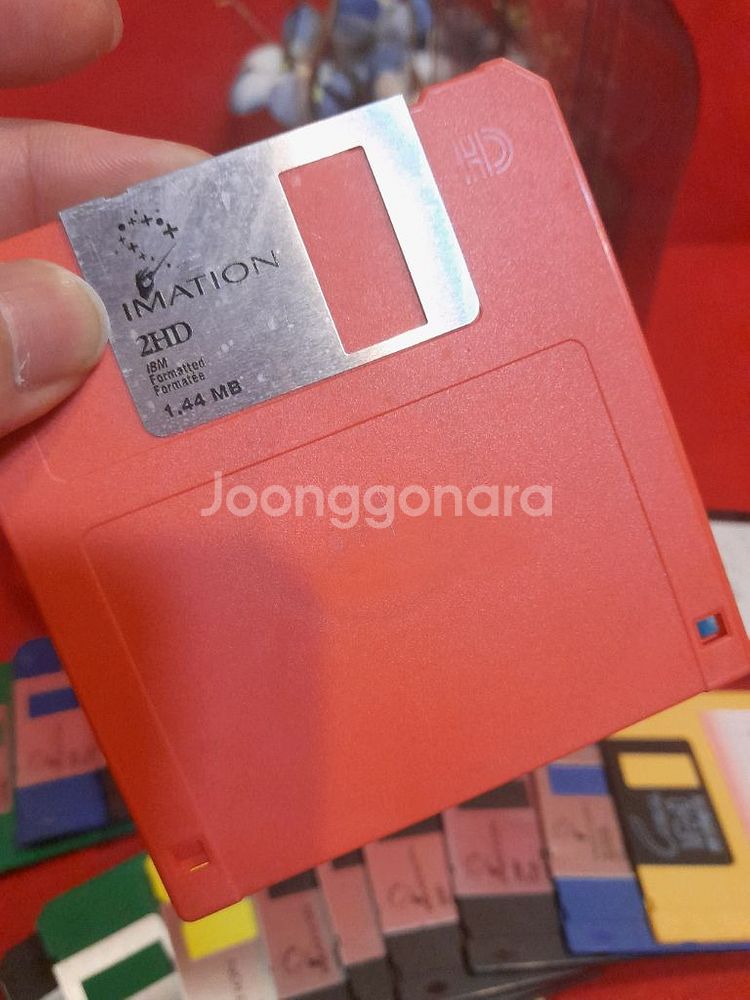 HD
IMATION
2HD
IBM
Formatted
Formatée
1.44 MB
Joonggonara